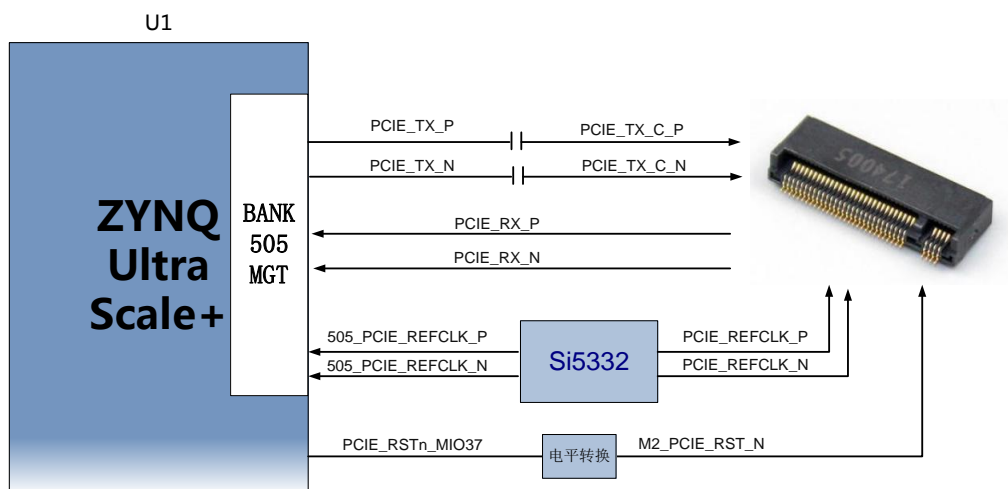 U1
ZYNQ
Ultra
Scale+
BANK
505
MGT
PCIE_TX_P
PCIE_TX_C_P
PCIE_TX_N
PCIE_TX_C_N
PCIE_RX_P
PCIE_RX_N
505_PCIE_REFCLK_P
505_PCIE_REFCLK_N
Si5332
PCIE_REFCLK_P
PCIE_REFCLK_N
PCIE_RSTn_MIO37
电平转换
M2_PCIE_RST_N
174005